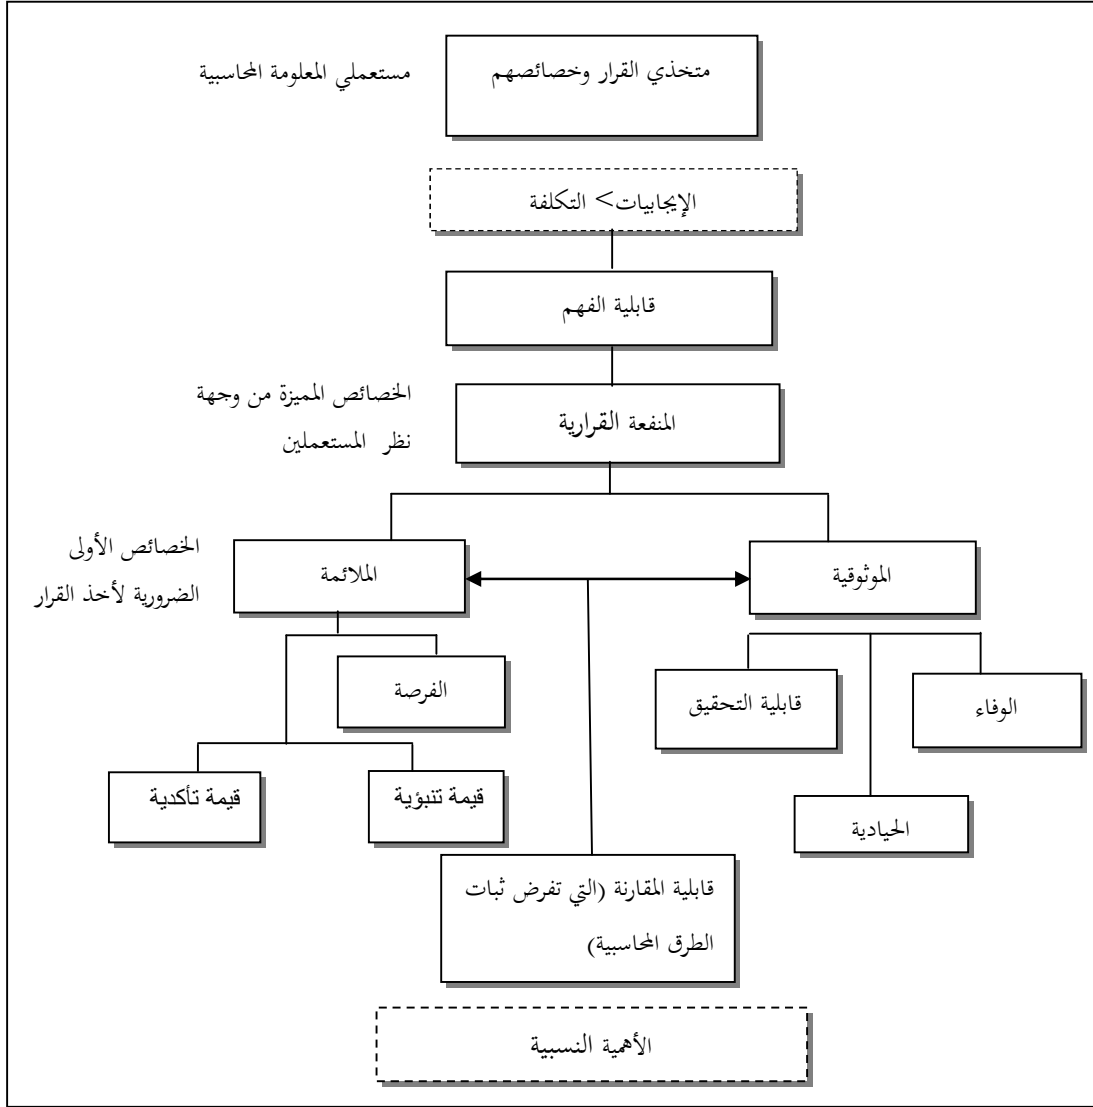 مستعملي المعلومة المحاسبية
متخذي القرار وخصائصهم
الإيجابيات> التكلفة
قابلية الفهم
الخصائص المميزة من وجهة
نظر المستعملين
المنفعة القرارية
الخصائص الأولى
الضرورية لأخذ القرار
الملائمة
الموثوقية
الفرصة
قابلية التحقيق
الوفاء
قيمة تأكدية
قيمة تنبؤية
الحيادية
قابلية المقارنة (التي تفرض ثبات
الطرق المحاسبية)
الأهمية النسبية